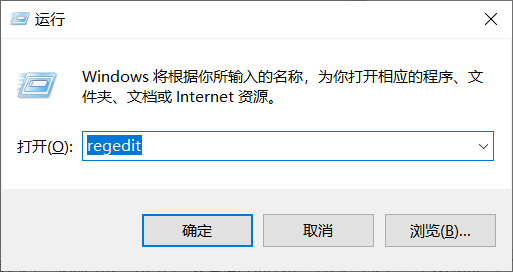 运行
Windows 将根据你所输入的名称，为你打开相应的程序、文
件夹、文档或 Internet 资源。
打开(O): regedit
确定 取消 浏览(B)...